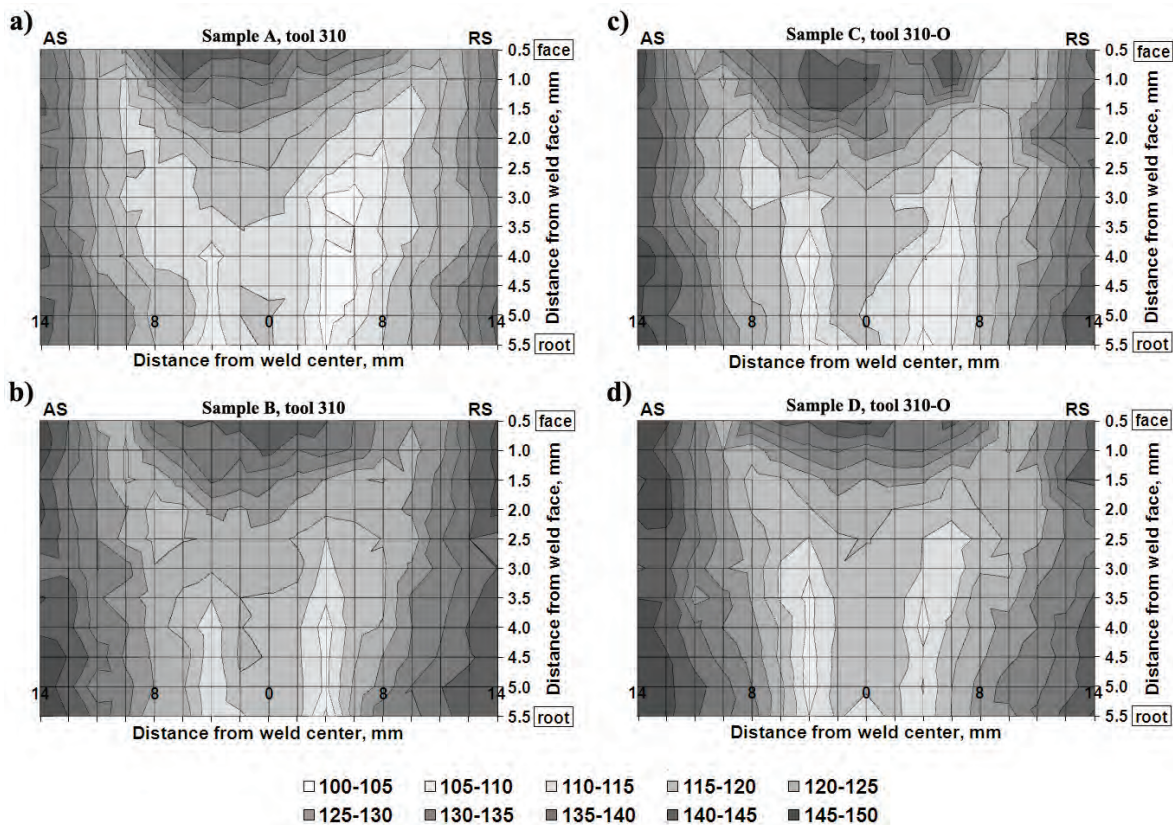 a)
AS
Sample A, tool 310
RS
0.5 face
1.0
1.5
2.0
2.5
3.0
3.5
4.0
4.5
5.0
5.5 root
Distance from weld face, mm
14 8 0 8 14
Distance from weld center, mm
c)
AS
Sample C, tool 310-O
RS
0.5 face
1.0
1.5
2.0
2.5
3.0
3.5
4.0
4.5
5.0
5.5 root
Distance from weld face, mm
14 8 0 8 14
Distance from weld center, mm
b)
AS
Sample B, tool 310
RS
0.5 face
1.0
1.5
2.0
2.5
3.0
3.5
4.0
4.5
5.0
5.5 root
Distance from weld face, mm
14 8 0 8 14
Distance from weld center, mm
d)
AS
Sample D, tool 310-O
RS
0.5 face
1.0
1.5
2.0
2.5
3.0
3.5
4.0
4.5
5.0
5.5 root
Distance from weld face, mm
14 8 0 8 14
Distance from weld center, mm
100-105 105-110 110-115 115-120 120-125
125-130 130-135 135-140 140-145 145-150